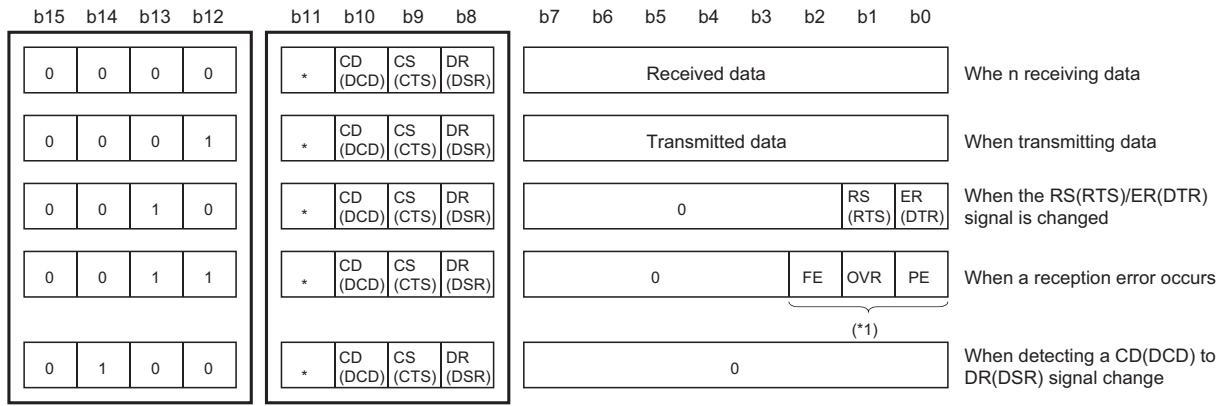 b15 b14 b13 b12 b11 b10 b9 b8 b7 b6 b5 b4 b3 b2 b1 b0
0 0 0 0 * CD (DCD) CS (CTS) DR (DSR) Received data Whe n receiving data
0 0 0 1 * CD (DCD) CS (CTS) DR (DSR) Transmitted data When transmitting data
0 0 1 0 * CD (DCD) CS (CTS) DR (DSR) 0 RS (RTS) ER (DTR) When the RS(RTS)/ER(DTR)
signal is changed
0 0 1 1 * CD (DCD) CS (CTS) DR (DSR) 0 FE OVR PE When a reception error occurs
(*1)
0 1 0 0 * CD (DCD) CS (CTS) DR (DSR) 0 When detecting a CD(DCD) to
DR(DSR) signal change